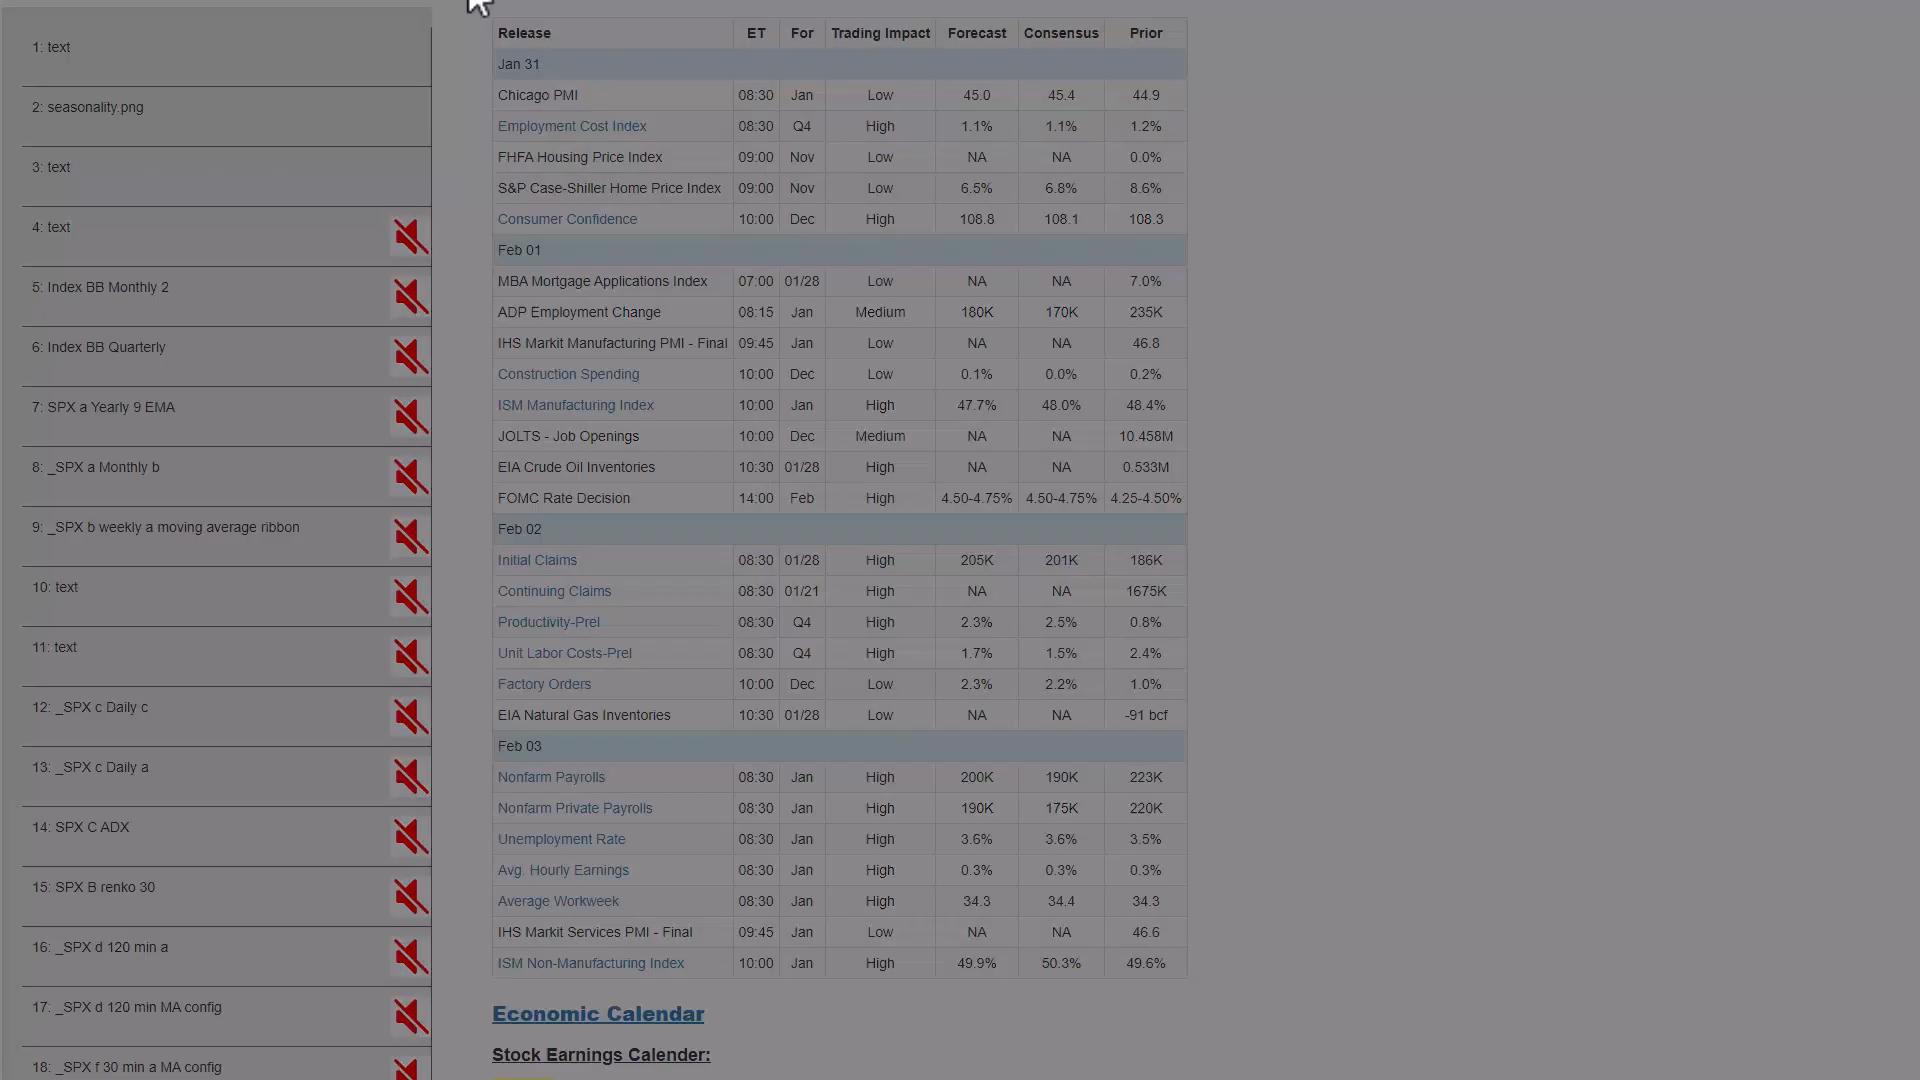 1: text
2: seasonality.png
3: text
4: text
5: Index BB Monthly 2
6: Index BB Quarterly
7: SPX a Yearly 9 EMA
8: _SPX a Monthly b
9: _SPX b weekly a moving average ribbon
10: text
11: text
12: _SPX c Daily c
13: _SPX c Daily a
14: SPX C ADX
15: SPX B renko 30
16: _SPX d 120 min a
17: _SPX d 120 min MA config
18: _SPX f 30 min a MA config
Release ET For Trading Impact Forecast Consensus Prior
Jan 31
Chicago PMI 08:30 Jan Low 45.0 45.4 44.9
Employment Cost Index 08:30 Q4 High 1.1% 1.1% 1.2%
FHFA Housing Price Index 09:00 Nov Low NA NA 0.0%
S&P Case-Shiller Home Price Index 09:00 Nov Low 6.5% 6.8% 8.6%
Consumer Confidence 10:00 Dec High 108.8 108.1 108.3
Feb 01
MBA Mortgage Applications Index 07:00 01/28 Low NA NA 7.0%
ADP Employment Change 08:15 Jan Medium 180K 170K 235K
IHS Markit Manufacturing PMI - Final 09:45 Jan Low NA NA 46.8
Construction Spending 10:00 Dec Low 0.1% 0.0% 0.2%
ISM Manufacturing Index 10:00 Jan High 47.7% 48.0% 48.4%
JOLTS - Job Openings 10:00 Dec Medium NA NA 10.458M
EIA Crude Oil Inventories 10:30 01/28 High NA NA 0.533M
FOMC Rate Decision 14:00 Feb High 4.50-4.75% 4.50-4.75% 4.25-4.50%
Feb 02
Initial Claims 08:30 01/28 High 205K 201K 186K
Continuing Claims 08:30 01/21 High NA NA 1675K
Productivity-Prel 08:30 Q4 High 2.3% 2.5% 0.8%
Unit Labor Costs-Prel 08:30 Q4 High 1.7% 1.5% 2.4%
Factory Orders 10:00 Dec Low 2.3% 2.2% 1.0%
EIA Natural Gas Inventories 10:30 01/28 Low NA NA -91 bcf
Feb 03
Nonfarm Payrolls 08:30 Jan High 200K 190K 223K
Nonfarm Private Payrolls 08:30 Jan High 190K 175K 220K
Unemployment Rate 08:30 Jan High 3.6% 3.6% 3.5%
Avg. Hourly Earnings 08:30 Jan High 0.3% 0.3% 0.3%
Average Workweek 08:30 Jan High 34.3 34.4 34.3
IHS Markit Services PMI - Final 09:45 Jan Low NA NA 46.6
ISM Non-Manufacturing Index 10:00 Jan High 49.9% 50.3% 49.6%
Economic Calendar
Stock Earnings Calender: